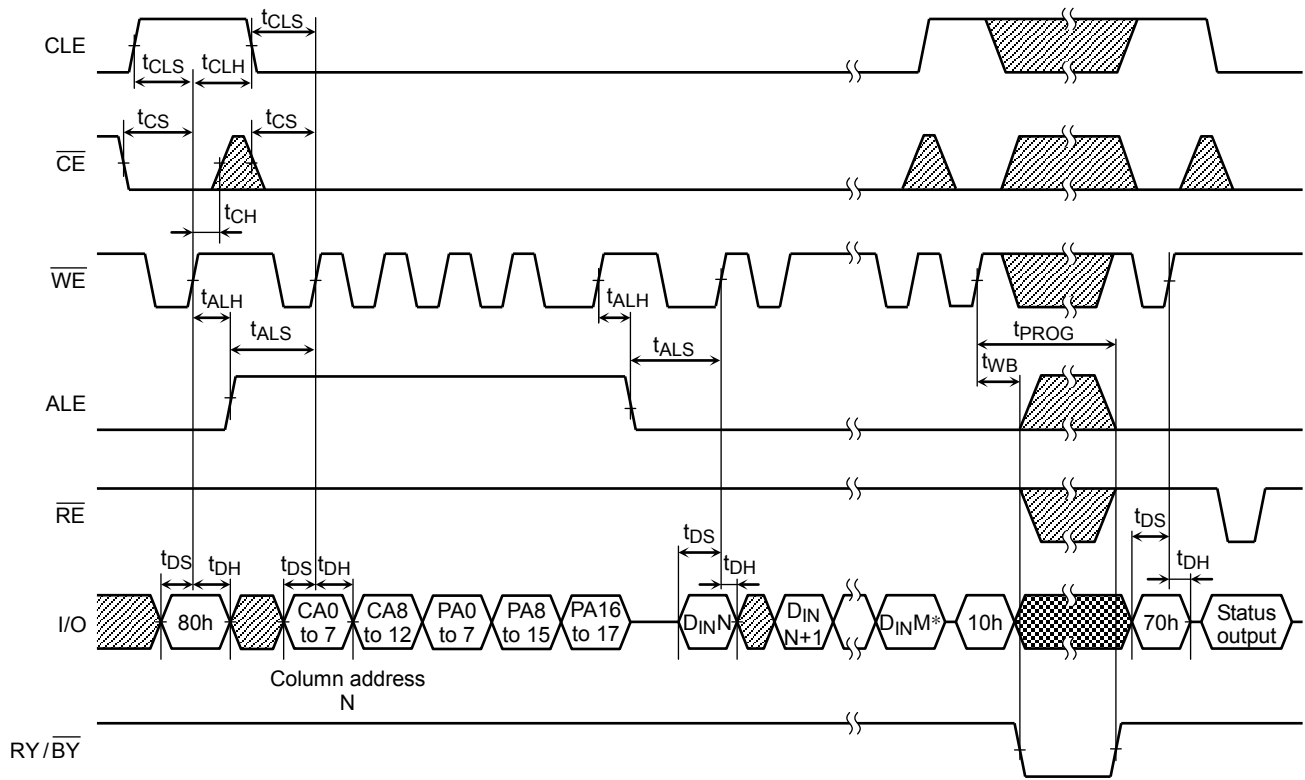 CLE
tCLS
tCLS
tCLH
CE
tCS
tCS
tCH
WE
tALH
tALS
tALH
tALS
tPROG
tWB
ALE
RE
tDS
tDH
tDS
tDH
tDS
tDH
tDS
tDH
I/O
80h
CA0
to 7
CA8
to 12
PA0
to 7
PA8
to 15
PA16
to 17
DINN
DIN
N+1
DINM*
10h
70h
Status
output
Column address
N
RY/BY